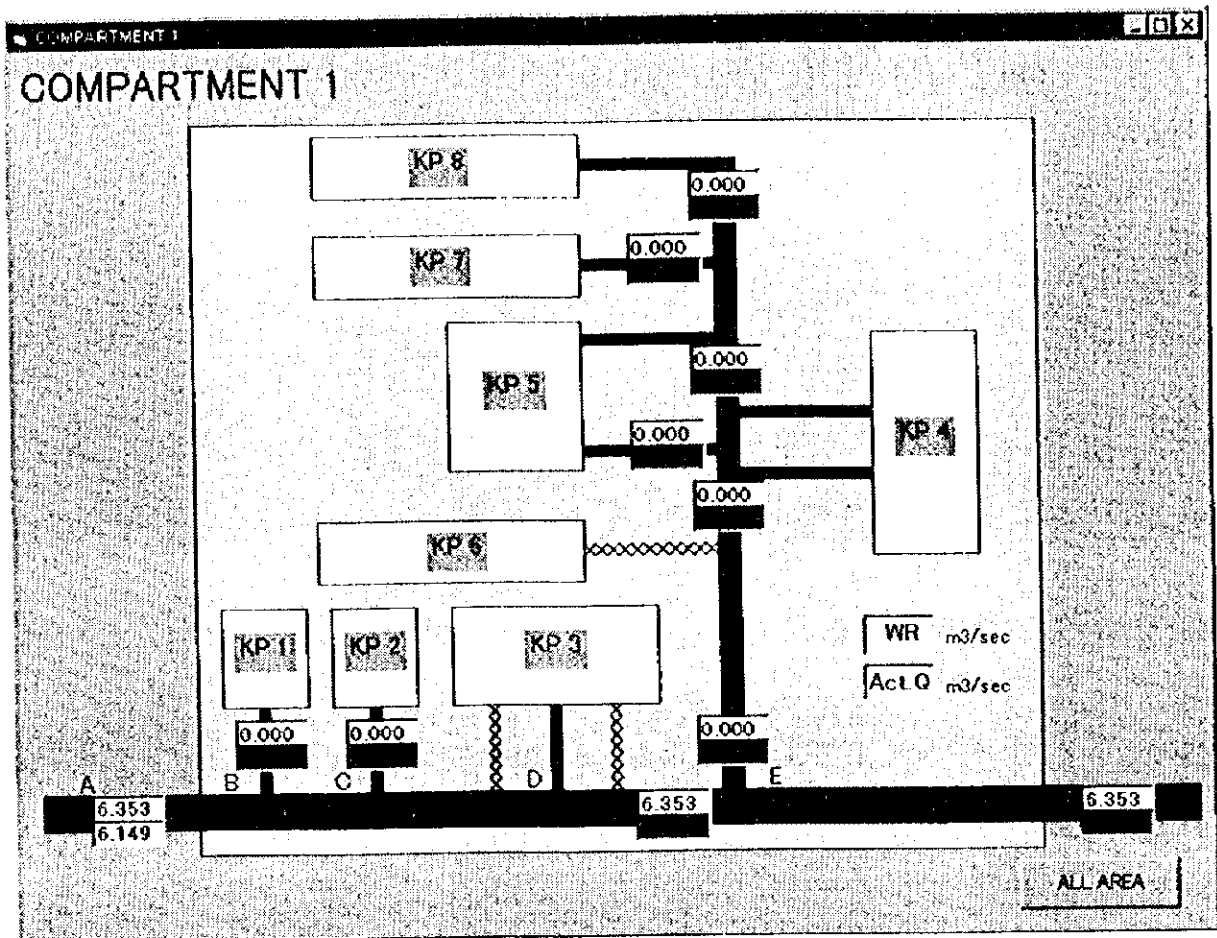 COMPARTMENT 1
COMPARTMENT 1
KP 8
0.000
KP 7
0.000
KP 5
0.000
KP 4
0.000
0.000
KP 6
KP 1
KP 2
KP 3
WR m3/sec
Act.Q m3/sec
0.000
0.000
0.000
A
B
C
D
E
6.353
6.149
6.353
6.353
ALL AREA